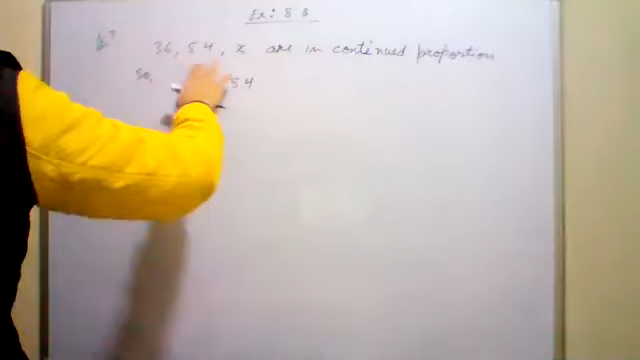 Ex: 8 B
36, 54, x are in continued proportion
So, 54